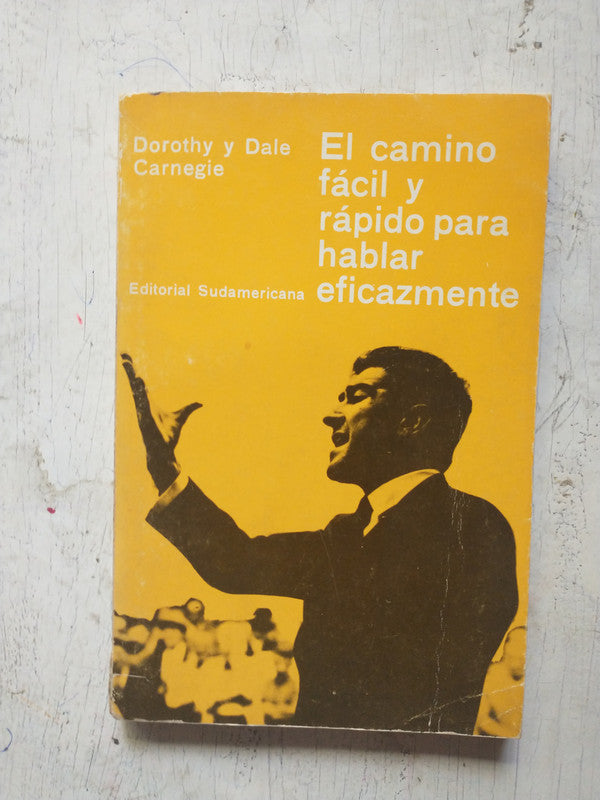 Dorothy y Dale
Carnegie
El camino
fácil y
rápido para
hablar
eficazmente
Editorial Sudamericana